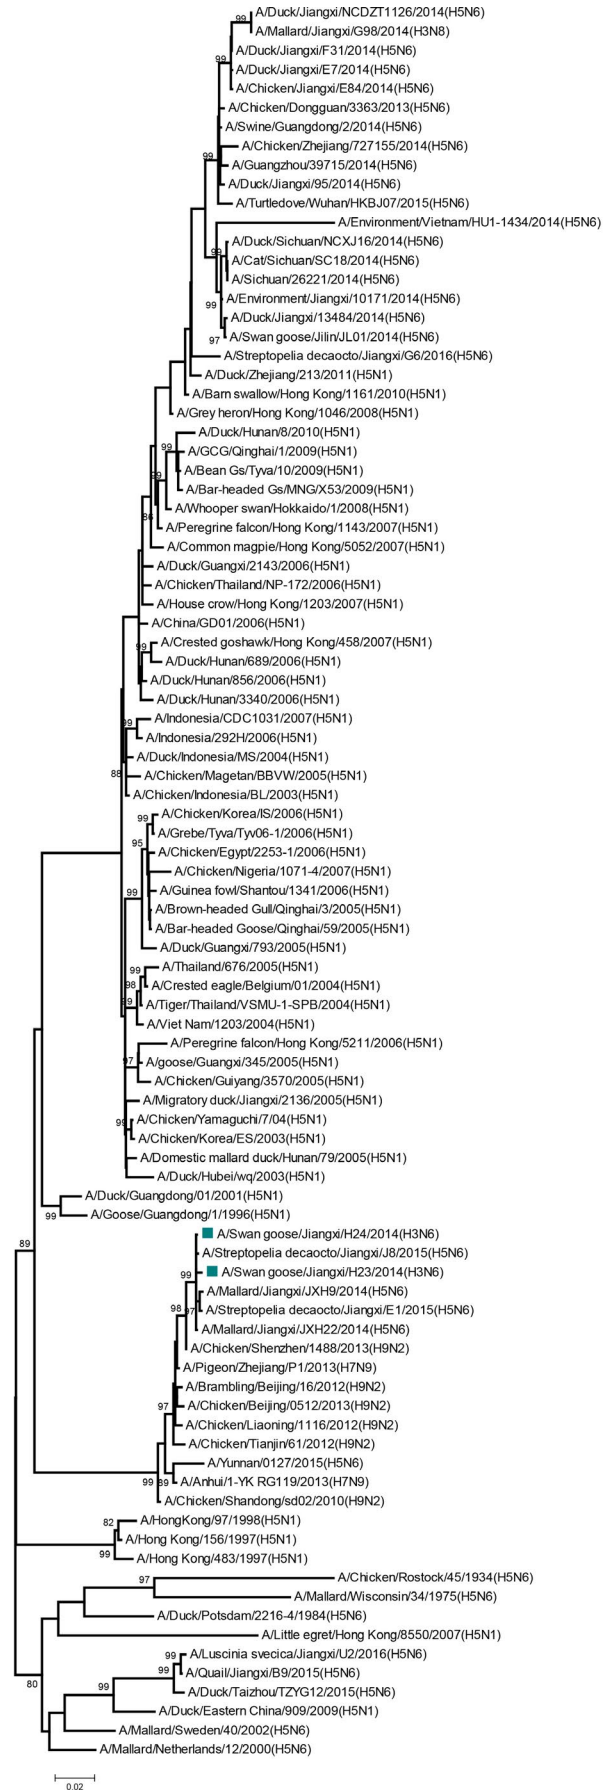 A/Duck/Jiangxi/NCDZT1126/2014(H5N6)
99
A/Mallard/Jiangxi/G98/2014(H3N8)
A/Duck/Jiangxi/F31/2014(H5N6)
99
A/Duck/Jiangxi/E7/2014(H5N6)
A/Chicken/Jiangxi/E84/2014(H5N6)
A/Chicken/Dongguan/3363/2013(H5N6)
A/Swine/Guangdong/2/2014(H5N6)
A/Chicken/Zhejiang/727155/2014(H5N6)
99
A/Guangzhou/39715/2014(H5N6)
A/Duck/Jiangxi/95/2014(H5N6)
A/Turtledove/Wuhan/HKBJ07/2015(H5N6)
A/Environment/Vietnam/HU1-1434/2014(H5N6)
A/Duck/Sichuan/NCXJ16/2014(H5N6)
99
A/Cat/Sichuan/SC18/2014(H5N6)
A/Sichuan/26221/2014(H5N6)
A/Environment/Jiangxi/10171/2014(H5N6)
99
A/Duck/Jiangxi/13484/2014(H5N6)
97
A/Swan goose/Jilin/JL01/2014(H5N6)
A/Streptopelia decaocto/Jiangxi/G6/2016(H5N6)
A/Duck/Zhejiang/213/2011(H5N1)
A/Barn swallow/Hong Kong/1161/2010(H5N1)
A/Grey heron/Hong Kong/1046/2008(H5N1)
A/Duck/Hunan/8/2010(H5N1)
99
A/GCG/Qinghai/1/2009(H5N1)
A/Bean Gs/Tyva/10/2009(H5N1)
99
A/Bar-headed Gs/MNG/X53/2009(H5N1)
A/Whooper swan/Hokkaido/1/2008(H5N1)
86
A/Peregrine falcon/Hong Kong/1143/2007(H5N1)
A/Common magpie/Hong Kong/5052/2007(H5N1)
A/Duck/Guangxi/2143/2006(H5N1)
A/Chicken/Thailand/NP-172/2006(H5N1)
A/House crow/Hong Kong/1203/2007(H5N1)
A/China/GD01/2006(H5N1)
A/Crested goshawk/Hong Kong/458/2007(H5N1)
99
A/Duck/Hunan/689/2006(H5N1)
A/Duck/Hunan/856/2006(H5N1)
A/Duck/Hunan/3340/2006(H5N1)
A/Indonesia/CDC1031/2007(H5N1)
99
A/Indonesia/292H/2006(H5N1)
A/Duck/Indonesia/MS/2004(H5N1)
88
A/Chicken/Magetan/BBVW/2005(H5N1)
A/Chicken/Indonesia/BL/2003(H5N1)
A/Chicken/Korea/IS/2006(H5N1)
99
A/Grebe/Tyva/Tyv06-1/2006(H5N1)
95
A/Chicken/Egypt/2253-1/2006(H5N1)
A/Chicken/Nigeria/1071-4/2007(H5N1)
99
A/Guinea fowl/Shantou/1341/2006(H5N1)
A/Brown-headed Gull/Qinghai/3/2005(H5N1)
A/Bar-headed Goose/Qinghai/59/2005(H5N1)
A/Duck/Guangxi/793/2005(H5N1)
A/Thailand/676/2005(H5N1)
99
A/Crested eagle/Belgium/01/2004(H5N1)
98
A/Tiger/Thailand/VSMU-1-SPB/2004(H5N1)
99
A/Viet Nam/1203/2004(H5N1)
A/Peregrine falcon/Hong Kong/5211/2006(H5N1)
97
A/goose/Guangxi/345/2005(H5N1)
A/Chicken/Guiyang/3570/2005(H5N1)
A/Migratory duck/Jiangxi/2136/2005(H5N1)
A/Chicken/Yamaguchi/7/04(H5N1)
99
A/Chicken/Korea/ES/2003(H5N1)
A/Domestic mallard duck/Hunan/79/2005(H5N1)
A/Duck/Hubei/wq/2003(H5N1)
A/Duck/Guangdong/01/2001(H5N1)
99
A/Goose/Guangdong/1/1996(H5N1)
A/Swan goose/Jiangxi/H24/2014(H3N6)
89
A/Streptopelia decaocto/Jiangxi/J8/2015(H5N6)
99
A/Swan goose/Jiangxi/H23/2014(H3N6)
A/Mallard/Jiangxi/JXH9/2014(H5N6)
98
97
A/Streptopelia decaocto/Jiangxi/E1/2015(H5N6)
A/Mallard/Jiangxi/JXH22/2014(H5N6)
A/Chicken/Shenzhen/1488/2013(H9N2)
A/Pigeon/Zhejiang/P1/2013(H7N9)
A/Brambling/Beijing/16/2012(H9N2)
97
A/Chicken/Beijing/0512/2013(H9N2)
A/Chicken/Liaoning/1116/2012(H9N2)
A/Chicken/Tianjin/61/2012(H9N2)
A/Yunnan/0127/2015(H5N6)
99
89
A/Anhui/1-YK RG119/2013(H7N9)
A/Chicken/Shandong/sd02/2010(H9N2)
A/HongKong/97/1998(H5N1)
82
A/Hong Kong/156/1997(H5N1)
99
A/Hong Kong/483/1997(H5N1)
A/Chicken/Rostock/45/1934(H5N6)
97
A/Mallard/Wisconsin/34/1975(H5N6)
A/Duck/Potsdam/2216-4/1984(H5N6)
A/Little egret/Hong Kong/8550/2007(H5N1)
A/Luscinia svecica/Jiangxi/U2/2016(H5N6)
99
A/Quail/Jiangxi/B9/2015(H5N6)
99
80
99
A/Duck/Taizhou/TZYG12/2015(H5N6)
A/Duck/Eastern China/909/2009(H5N1)
A/Mallard/Sweden/40/2002(H5N6)
A/Mallard/Netherlands/12/2000(H5N6)
0.02